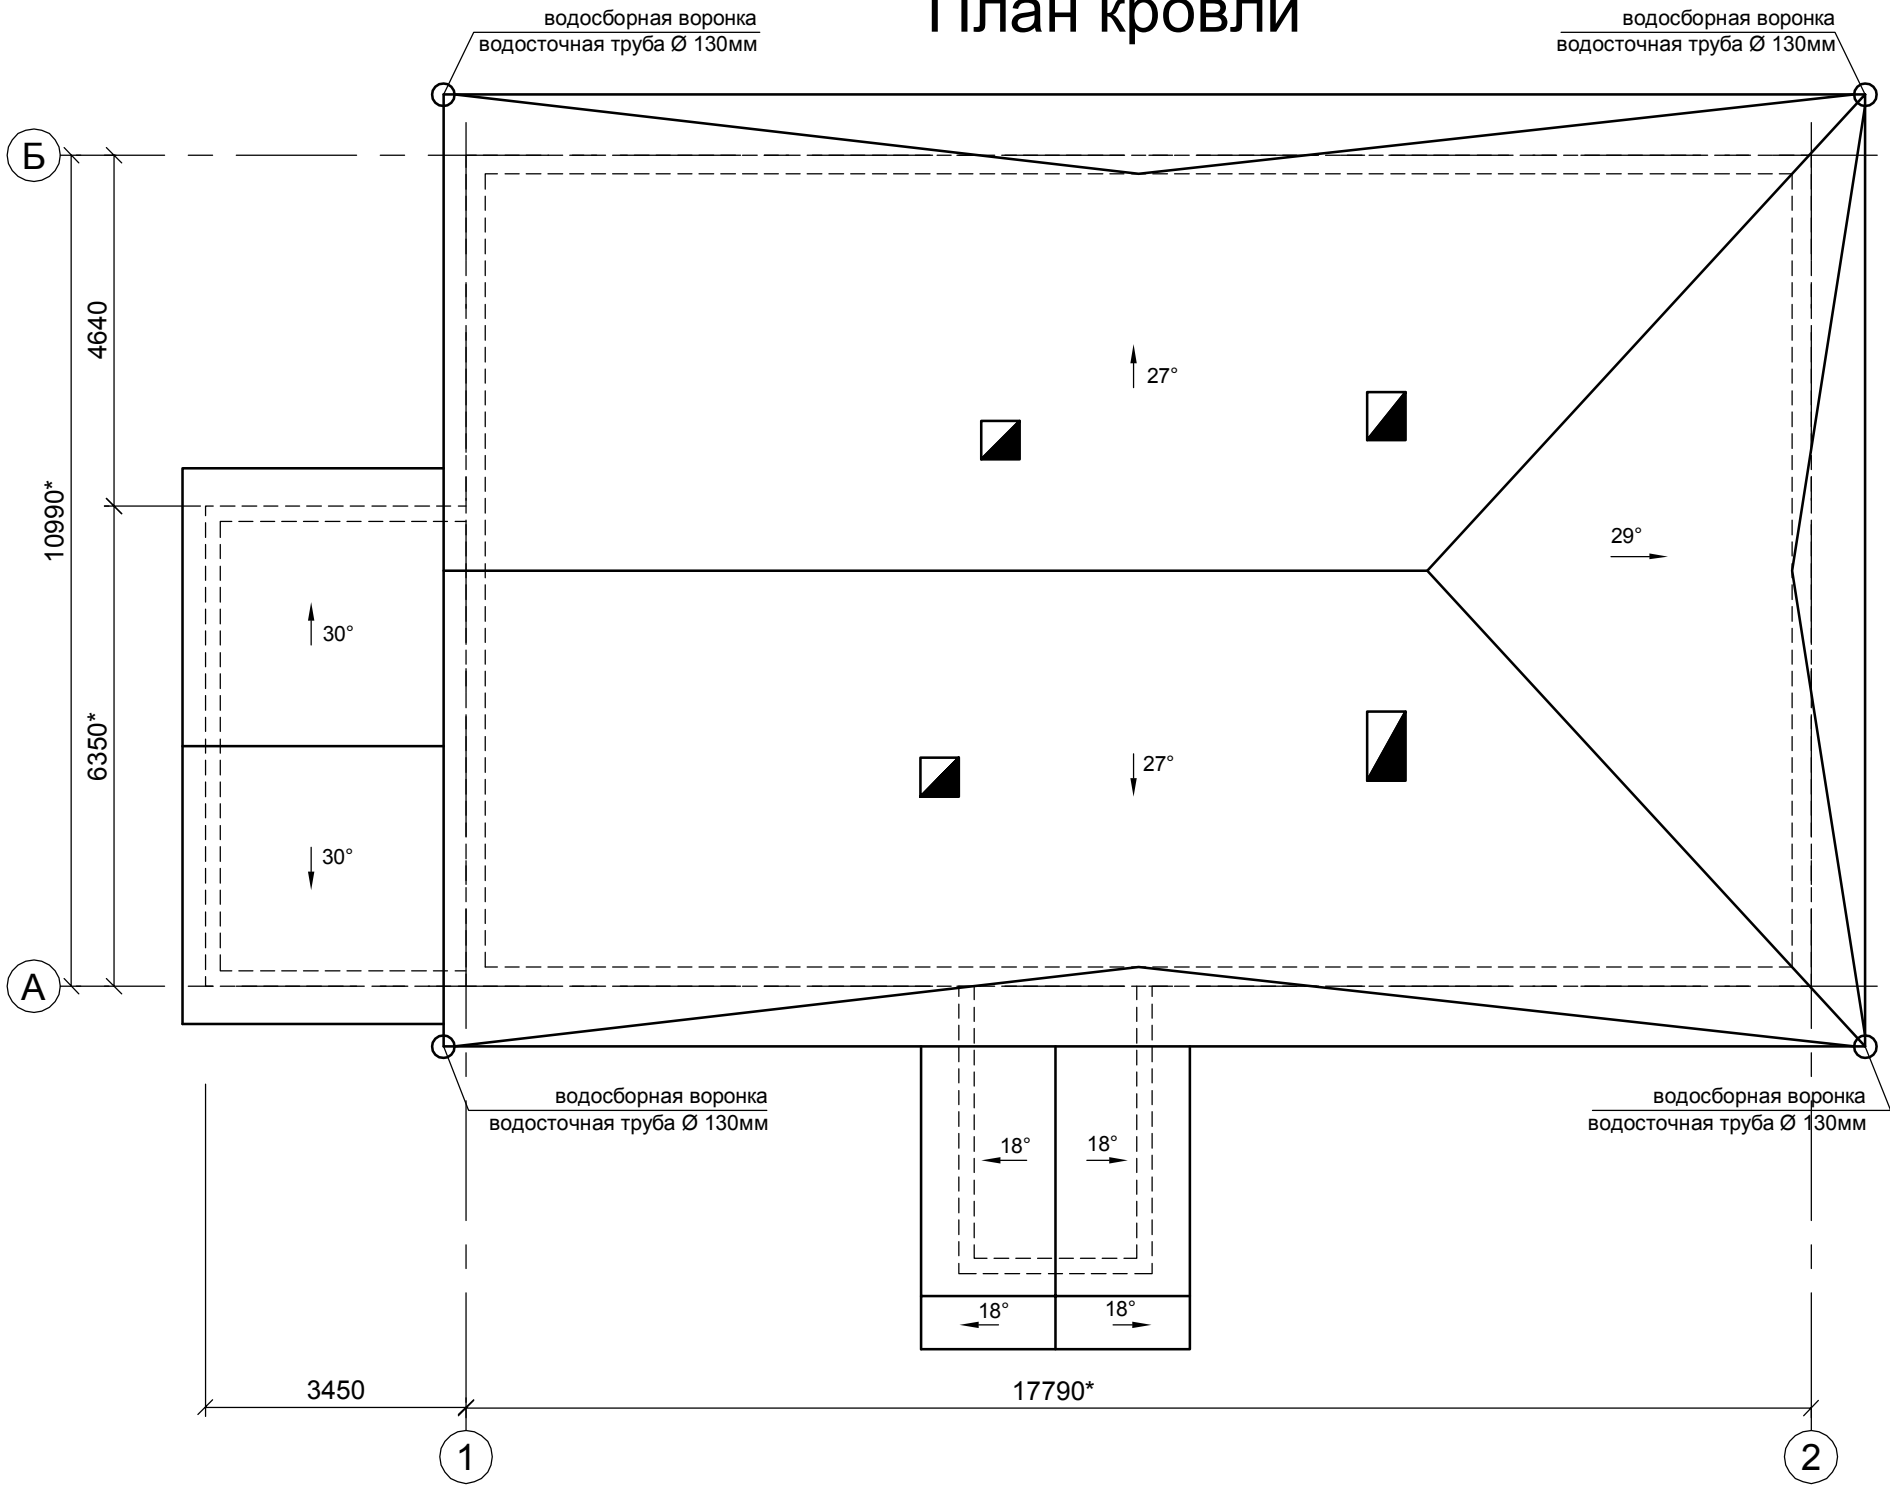 План кровли
водосборная воронка
водосточная труба Ø 130мм
водосборная воронка
водосточная труба Ø 130мм
Б
4640
27°
10990*
29°
30°
6350*
27°
30°
А
водосборная воронка
водосточная труба Ø 130мм
водосборная воронка
водосточная труба Ø 130мм
18°
18°
18°
18°
3450
17790*
1
2